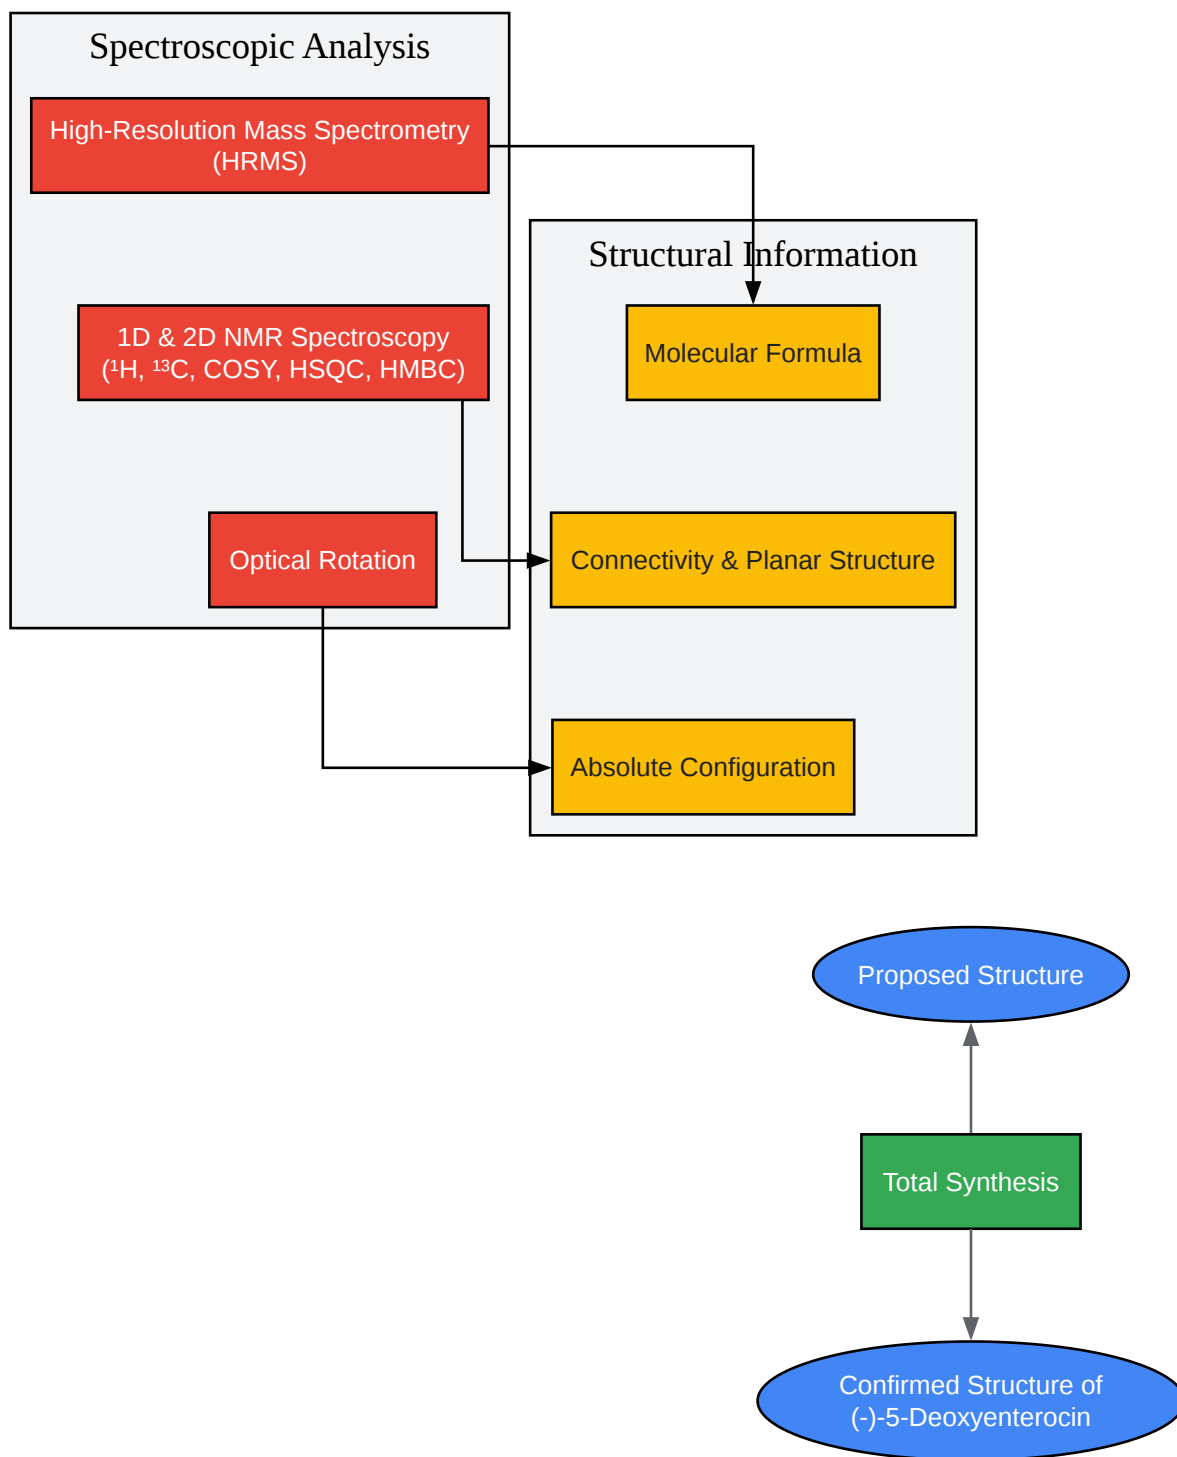 Spectroscopic Analysis
High-Resolution Mass Spectrometry
(HRMS)
1D & 2D NMR Spectroscopy
(¹H, ¹³C, COSY, HSQC, HMBC)
Optical Rotation
Structural Information
Molecular Formula
Connectivity & Planar Structure
Absolute Configuration
Proposed Structure
Total Synthesis
Confirmed Structure of
(-)-5-Deoxyenterocin